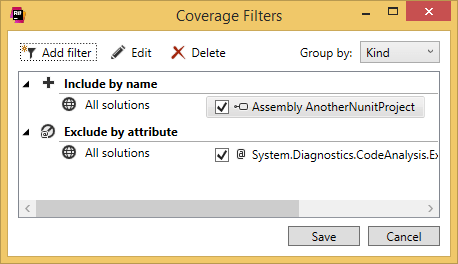 Coverage Filters
Add filter Edit Delete Group by: Kind
Include by name
All solutions Assembly AnotherNunitProject
Exclude by attribute
All solutions @ System.Diagnostics.CodeAnalysis.Ex
Save Cancel